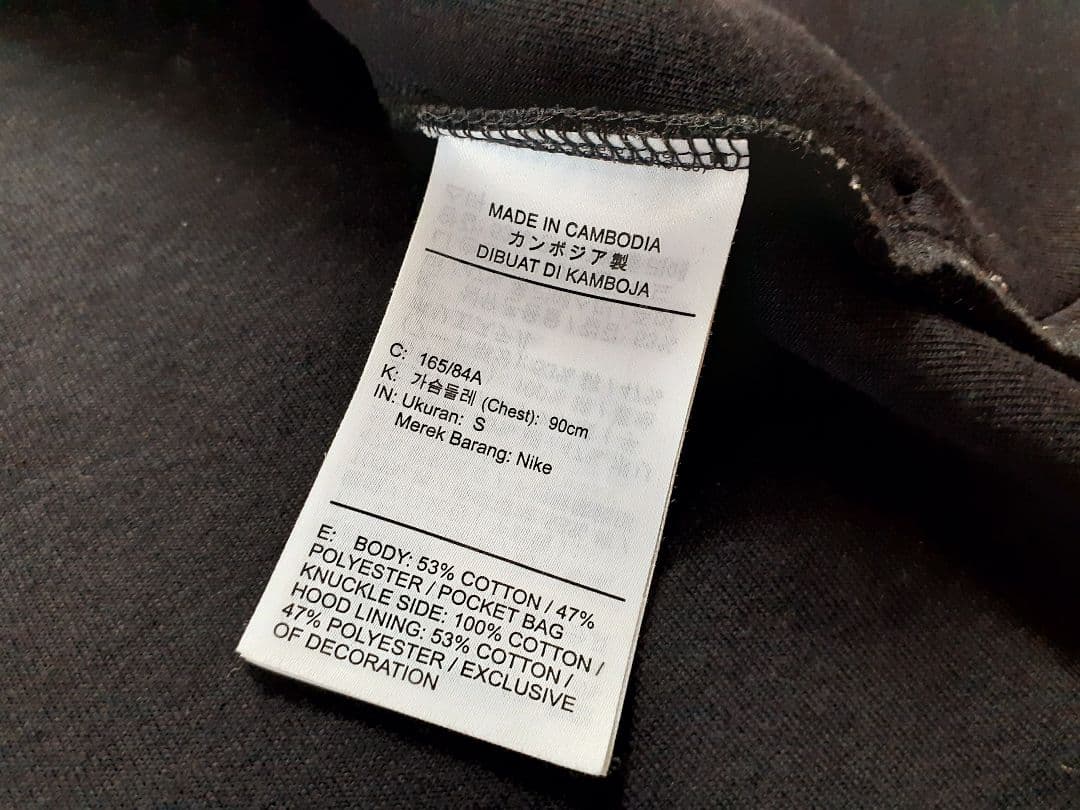 MADE IN CAMBODIA
カンボジア製
DIBUAT DI KAMBOJA
C: 165/84A
K: 가슴둘레 (Chest): 90cm
IN: Ukuran: S
Merek Barang: Nike
E: BODY: 53% COTTON / 47%
POLYESTER / POCKET BAG
KNUCKLE SIDE: 100% COTTON /
HOOD LINING: 53% COTTON /
47% POLYESTER / EXCLUSIVE
OF DECORATION